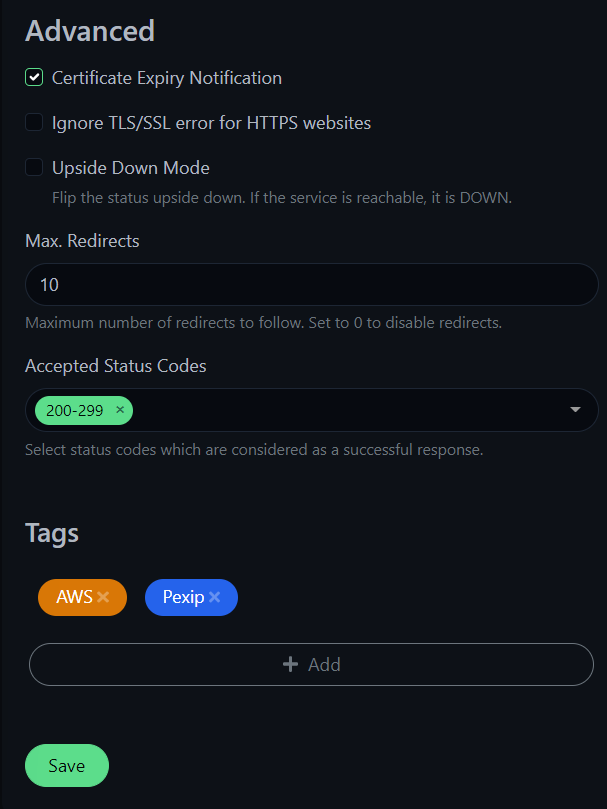 Advanced
Certificate Expiry Notification
Ignore TLS/SSL error for HTTPS websites
Upside Down Mode
Flip the status upside down. If the service is reachable, it is DOWN.
Max. Redirects
10
Maximum number of redirects to follow. Set to 0 to disable redirects.
Accepted Status Codes
200-299 ×
Select status codes which are considered as a successful response.
Tags
AWS × Pexip ×
+ Add
Save